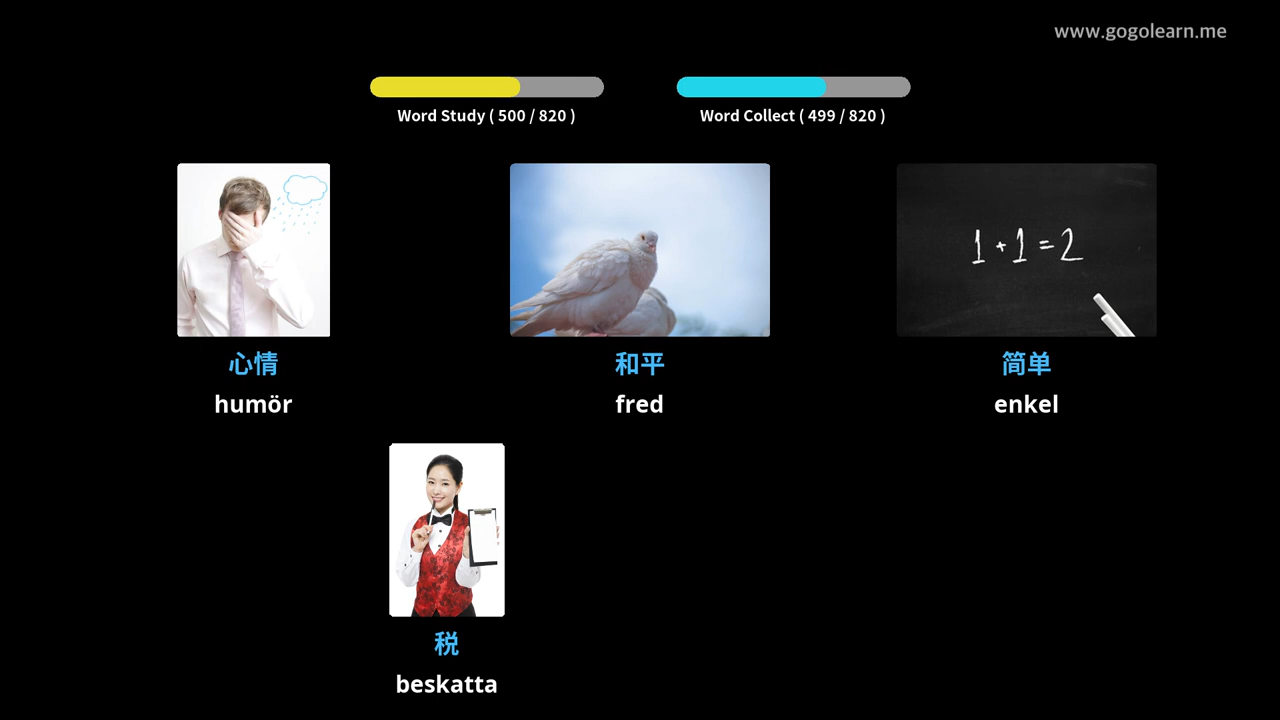 www.gogolearn.me
Word Study ( 500 / 820 )
Word Collect ( 499 / 820 )
1+1=2
心情
humör
和平
fred
简单
enkel
税
beskatta